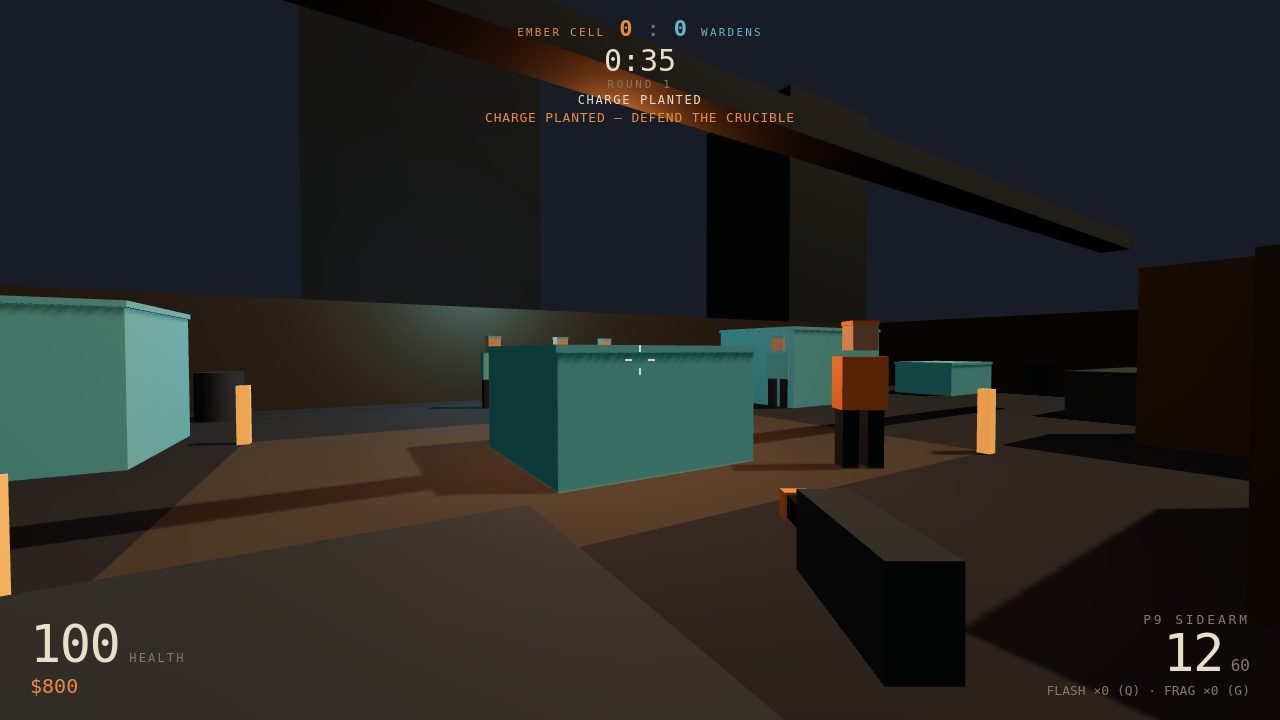 EMBER CELL 0 : 0 WARDENS
0:35
ROUND 1
CHARGE PLANTED
CHARGE PLANTED — DEFEND THE CRUCIBLE
100 HEALTH
$800
P9 SIDEARM
12 60
FLASH ×0 (Q) · FRAG ×0 (G)